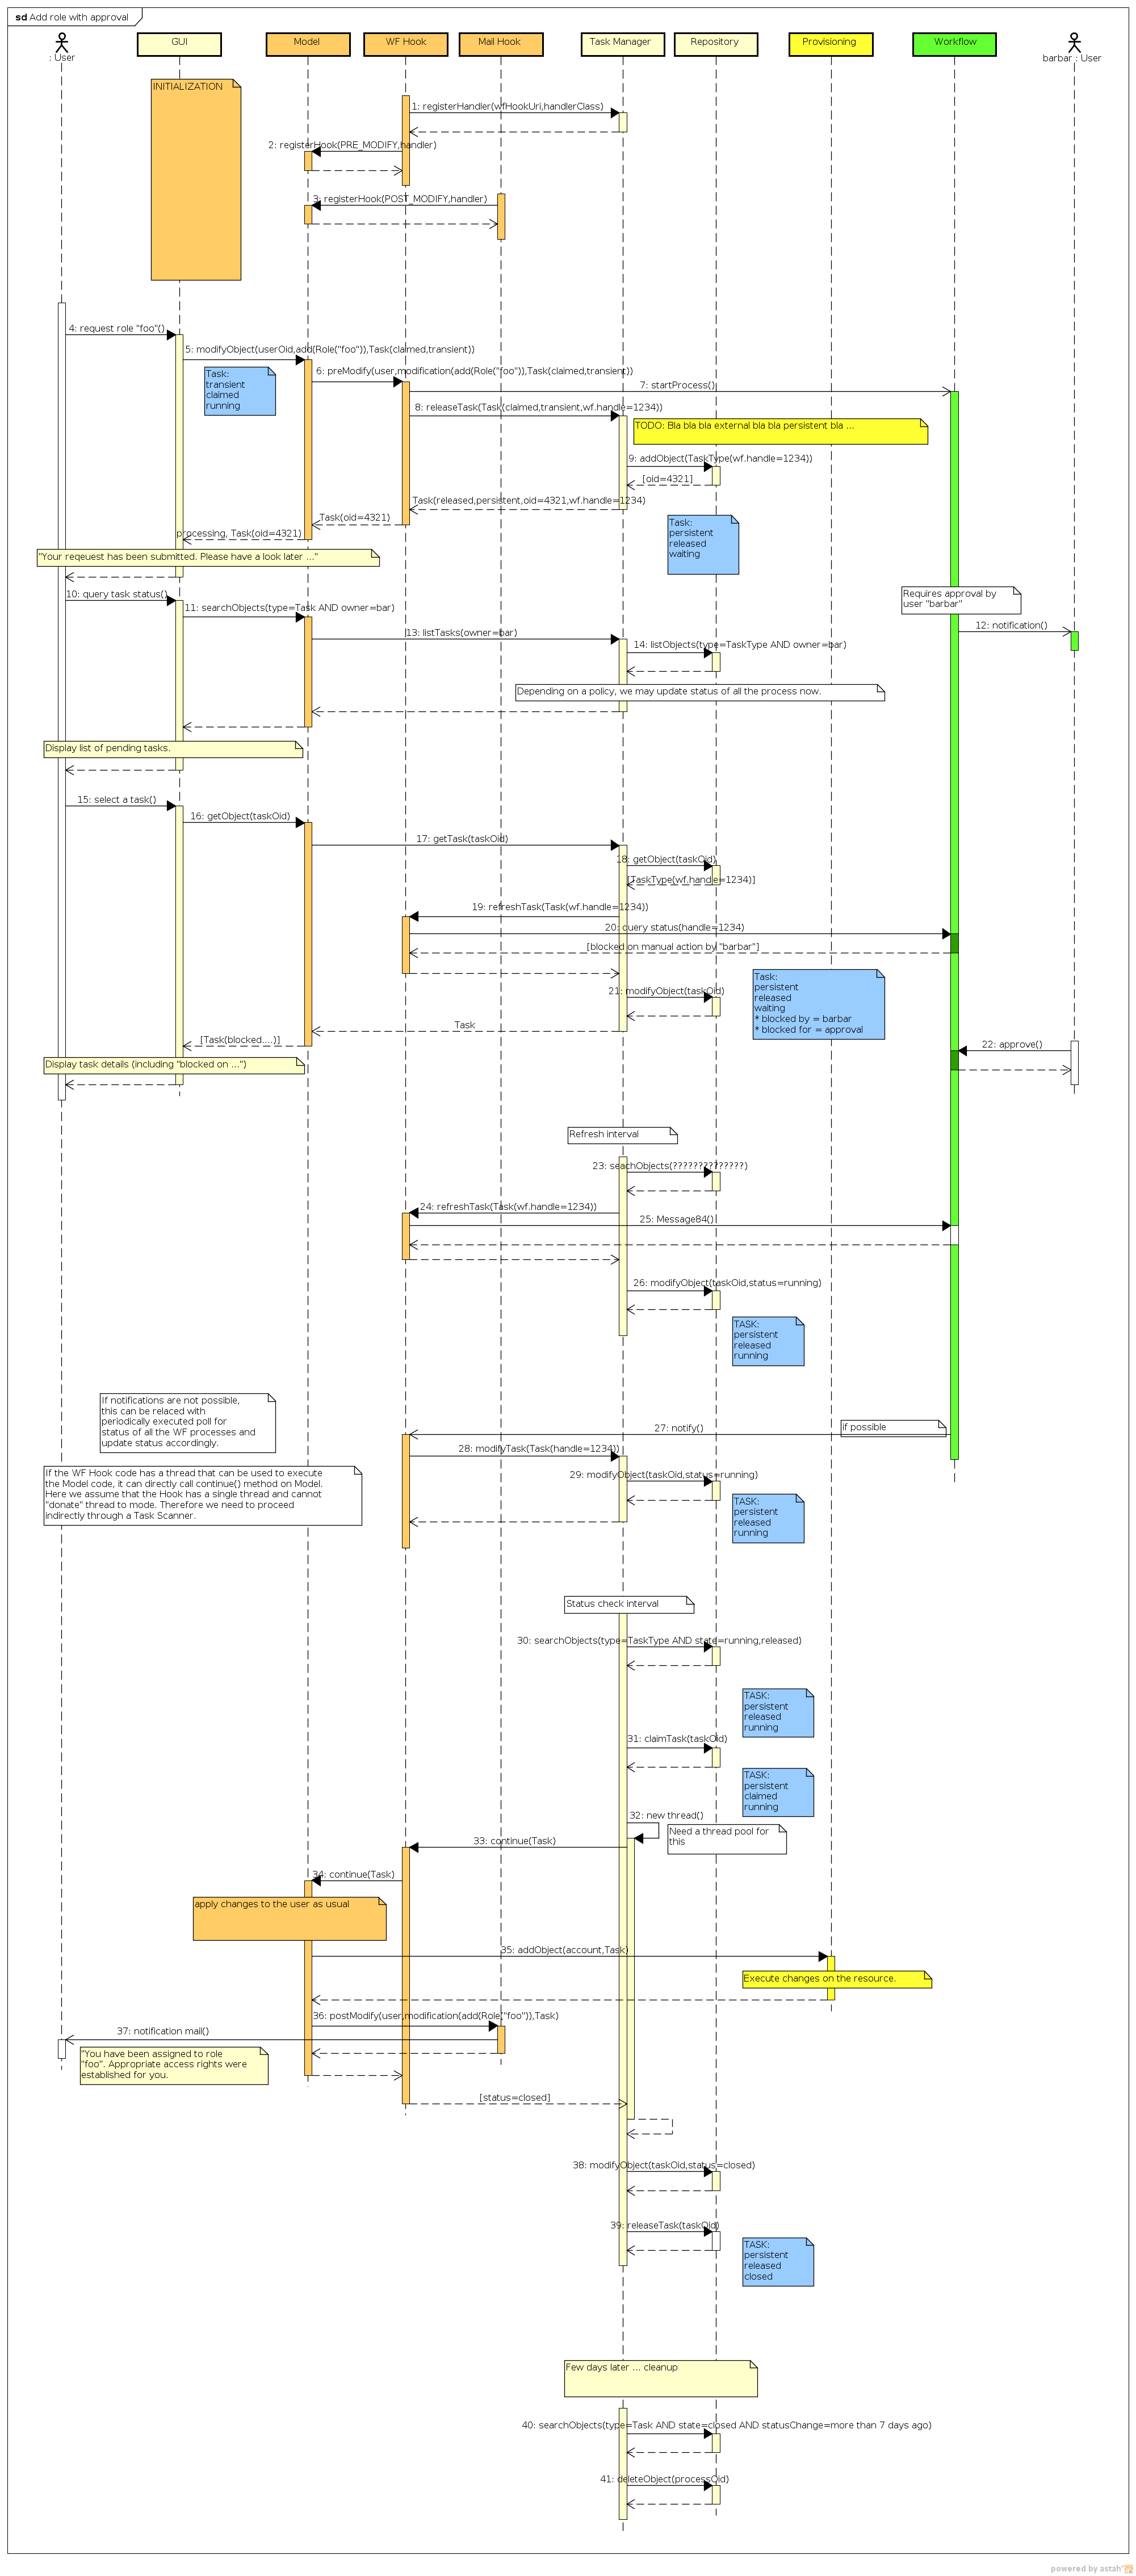 sd Add role with approval
: User
GUI
Model
WF Hook
Mail Hook
Task Manager
Repository
Provisioning
Workflow
barbar : User
INITIALIZATION
1: registerHandler(wfHookUri,handlerClass)
2: registerHook(PRE_MODIFY,handler)
3: registerHook(POST_MODIFY,handler)
4: request role "foo"()
5: modifyObject(userOid,add(Role("foo")),Task(claimed,transient))
Task:
transient
claimed
running
6: preModify(user,modification(add(Role("foo")),Task(claimed,transient))
7: startProcess()
8: releaseTask(Task(claimed,transient,wf.handle=1234))
TODO: Bla bla bla external bla bla persistent bla ...
9: addObject(TaskType(wf.handle=1234))
[oid=4321]
Task(released,persistent,oid=4321,wf.handle=1234)
Task(oid=4321)
processing, Task(oid=4321)
Task:
persistent
released
waiting
"Your reqeuest has been submitted. Please have a look later ..."
10: query task status()
11: searchObjects(type=Task AND owner=bar)
Requires approval by
user "barbar"
12: notification()
13: listTasks(owner=bar)
14: listObjects(type=TaskType AND owner=bar)
Depending on a policy, we may update status of all the process now.
Display list of pending tasks.
15: select a task()
16: getObject(taskOid)
17: getTask(taskOid)
18: getObject(taskOid)
[TaskType(wf.handle=1234)]
19: refreshTask(Task(wf.handle=1234))
20: query status(handle=1234)
[blocked on manual action by "barbar"]
Task:
persistent
released
waiting
* blocked by = barbar
* blocked for = approval
21: modifyObject(taskOid)
Task
[Task(blocked....)]
22: approve()
Display task details (including "blocked on ...")
Refresh interval
23: seachObjects(??????????????)
24: refreshTask(Task(wf.handle=1234))
25: Message84()
26: modifyObject(taskOid,status=running)
TASK:
persistent
released
running
If notifications are not possible,
this can be relaced with
periodically executed poll for
status of all the WF processes and
update status accordingly.
if possible
27: notify()
28: modifyTask(Task(handle=1234))
If the WF Hook code has a thread that can be used to execute
the Model code, it can directly call continue() method on Model.
Here we assume that the Hook has a single thread and cannot
"donate" thread to mode. Therefore we need to proceed
indirectly through a Task Scanner.
29: modifyObject(taskOid,status=running)
TASK:
persistent
released
running
Status check interval
30: searchObjects(type=TaskType AND state=running,released)
TASK:
persistent
released
running
31: claimTask(taskOid)
TASK:
persistent
claimed
running
32: new thread()
Need a thread pool for
this
33: continue(Task)
34: continue(Task)
apply changes to the user as usual
35: addObject(account,Task)
Execute changes on the resource.
36: postModify(user,modification(add(Role("foo")),Task)
37: notification mail()
"You have been assigned to role
"foo". Appropriate access rights were
established for you.
[status=closed]
38: modifyObject(taskOid,status=closed)
39: releaseTask(taskOid)
TASK:
persistent
released
closed
Few days later ... cleanup
40: searchObjects(type=Task AND state=closed AND statusChange=more than 7 days ago)
41: deleteObject(processOid)
powered by astah*